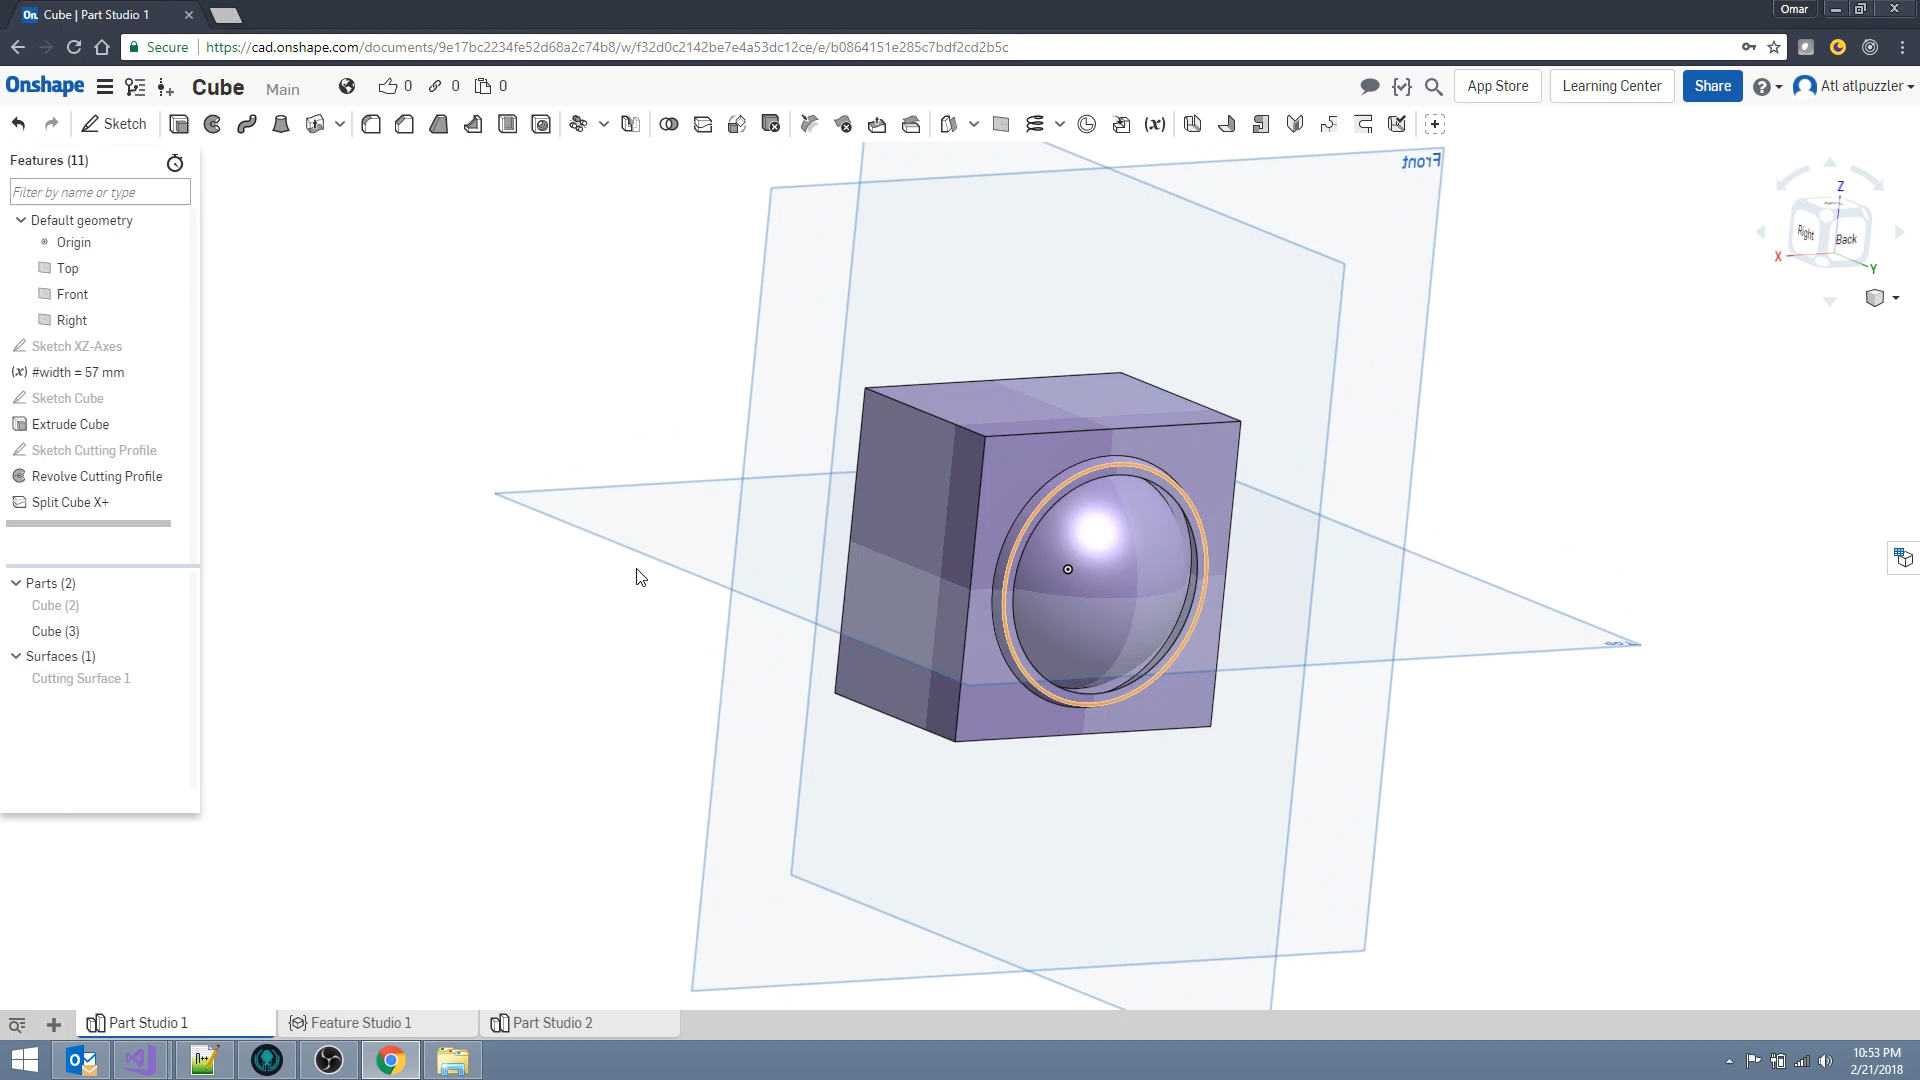 Cube | Part Studio 1
Omar
Secure
https://cad.onshape.com/documents/9e17bc2234fe52d68a2c74b8/w/f32d0c2142be7e4a53dc12ce/e/b0864151e285c7bdf2cd2b5c
Onshape
Cube
Main
0
0
0
App Store
Learning Center
Share
Atl atlpuzzler
Sketch
Features (11)
Filter by name or type
Default geometry
Origin
Top
Front
Right
Sketch XZ-Axes
(x) #width = 57 mm
Sketch Cube
Extrude Cube
Sketch Cutting Profile
Revolve Cutting Profile
Split Cube X+
Parts (2)
Cube (2)
Cube (3)
Surfaces (1)
Cutting Surface 1
Front
Z
Right
Back
X
Y
Part Studio 1
Feature Studio 1
Part Studio 2
10:53 PM
2/21/2018